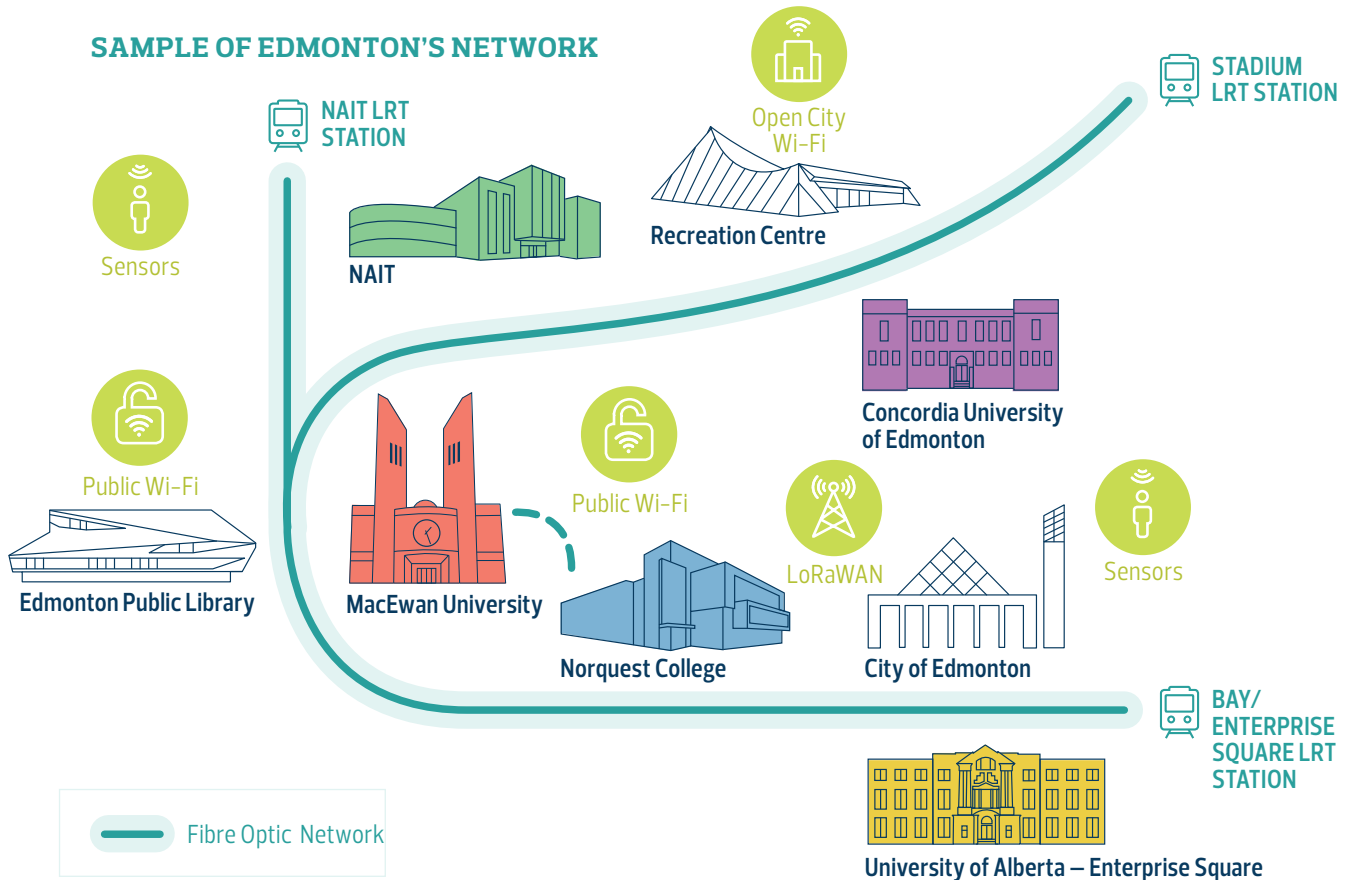 SAMPLE OF EDMONTON'S NETWORK
NAIT LRT
STATION
STADIUM
LRT STATION
Open City
Wi-Fi
Sensors
NAIT
Recreation Centre
Concordia University
of Edmonton
Public Wi-Fi
Public Wi-Fi
LoRaWAN
Sensors
Edmonton Public Library
MacEwan University
Norquest College
City of Edmonton
BAY/
ENTERPRISE
SQUARE LRT
STATION
Fibre Optic Network
University of Alberta – Enterprise Square